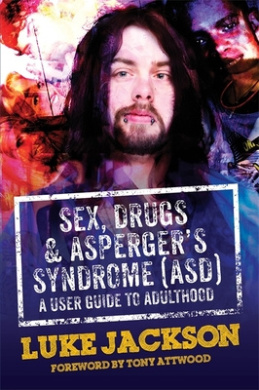 SEX, DRUGS
& ASPERGER'S
SYNDROME (ASD)
A USER GUIDE TO ADULTHOOD
LUKE JACKSON
FOREWORD BY TONY ATTWOOD